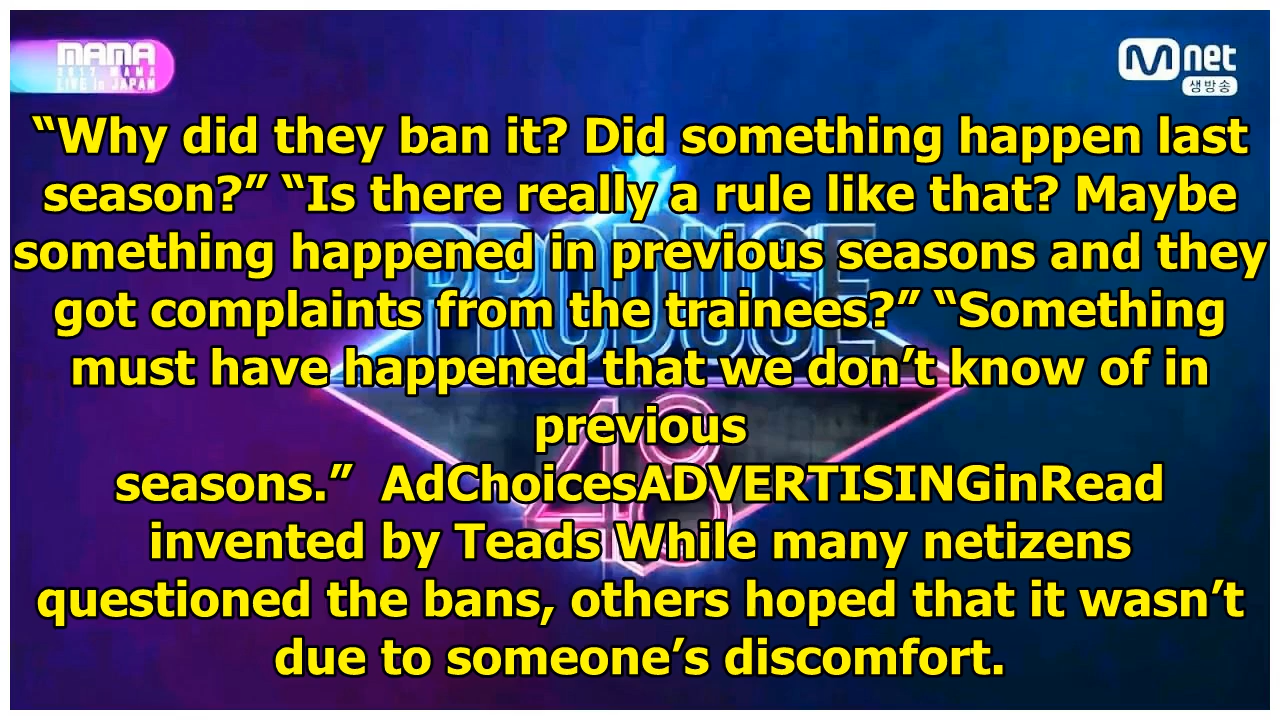 MAMA
2017 MAMA
LIVE in JAPAN
Mnet
생방송
“Why did they ban it? Did something happen last
season?” “Is there really a rule like that? Maybe
something happened in previous seasons and they
got complaints from the trainees?” “Something
must have happened that we don’t know of in
previous
seasons.”  AdChoicesADVERTISINGinRead
invented by Teads While many netizens
questioned the bans, others hoped that it wasn’t
due to someone’s discomfort.
PRODUCE
48